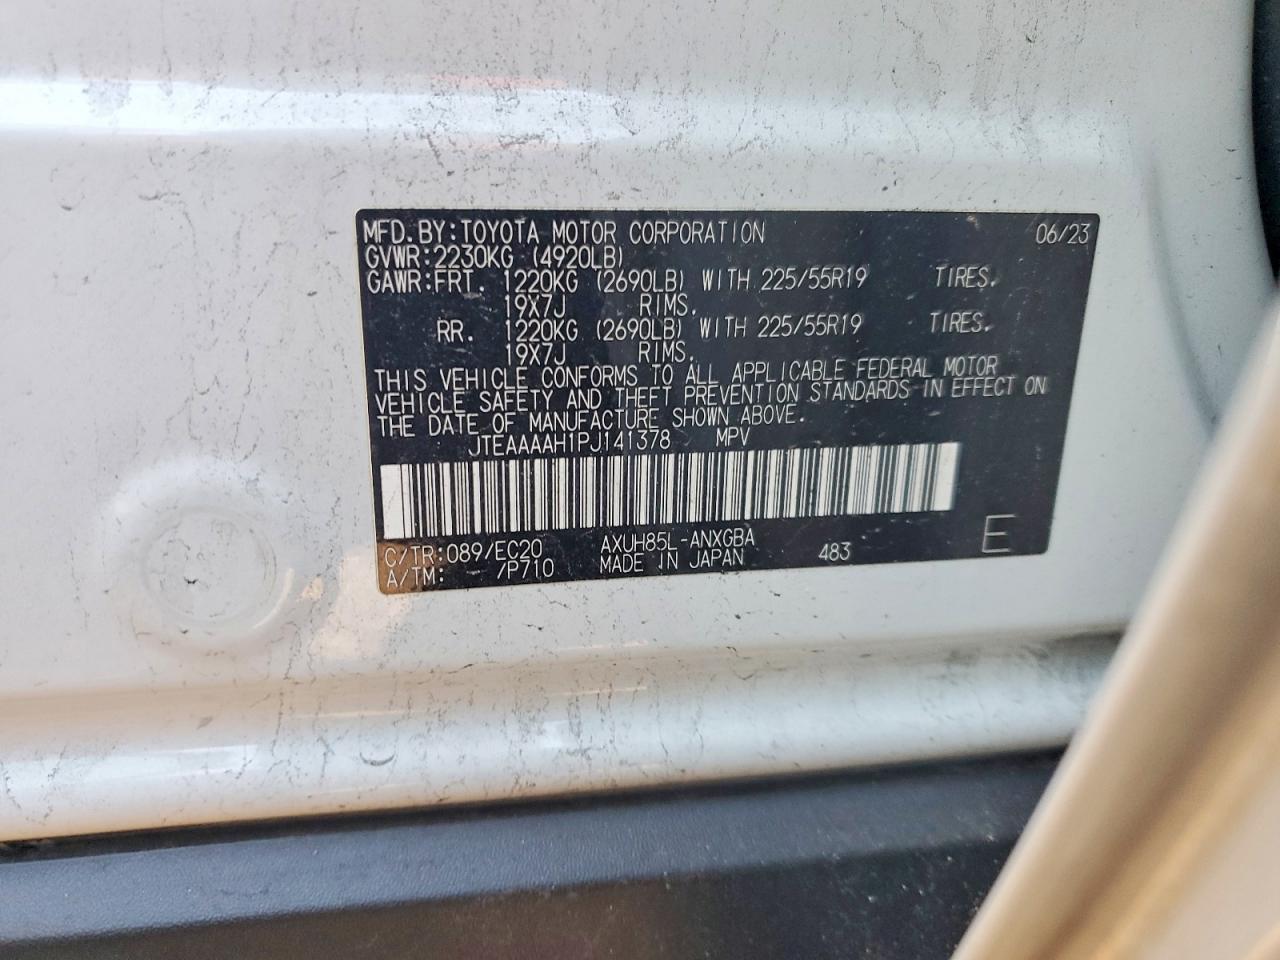 MFD. BY: TOYOTA MOTOR CORPORATION 06/23
GVWR: 2230KG (4920LB)
GAWR: FRT. 1220KG (2690LB) WITH 225/55R19 TIRES.
19X7J RIMS.
RR. 1220KG (2690LB) WITH 225/55R19 TIRES.
19X7J RIMS.
THIS VEHICLE CONFORMS TO ALL APPLICABLE FEDERAL MOTOR
VEHICLE SAFETY AND THEFT PREVENTION STANDARDS IN EFFECT ON
THE DATE OF MANUFACTURE SHOWN ABOVE.
JTEAAAAH1PJ141378 MPV
C/TR: 089/EC20 AXUH85L-ANXGBA 483 E
A/TM: - /P710 MADE IN JAPAN